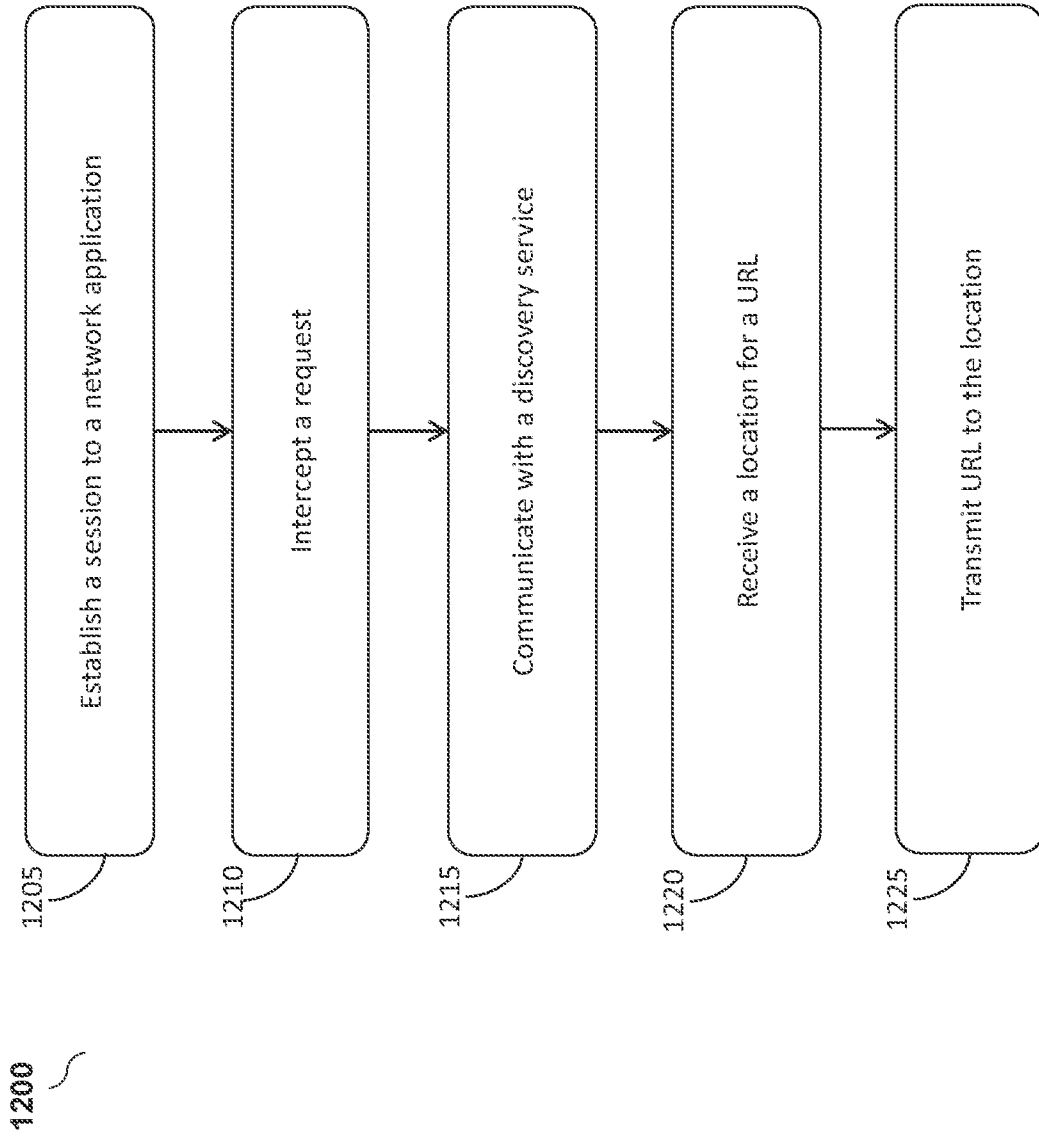 1200
1205
Establish a session to a network application
1210
Intercept a request
1215
Communicate with a discovery service
1220
Receive a location for a URL
1225
Transmit URL to the location